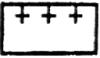 + + +